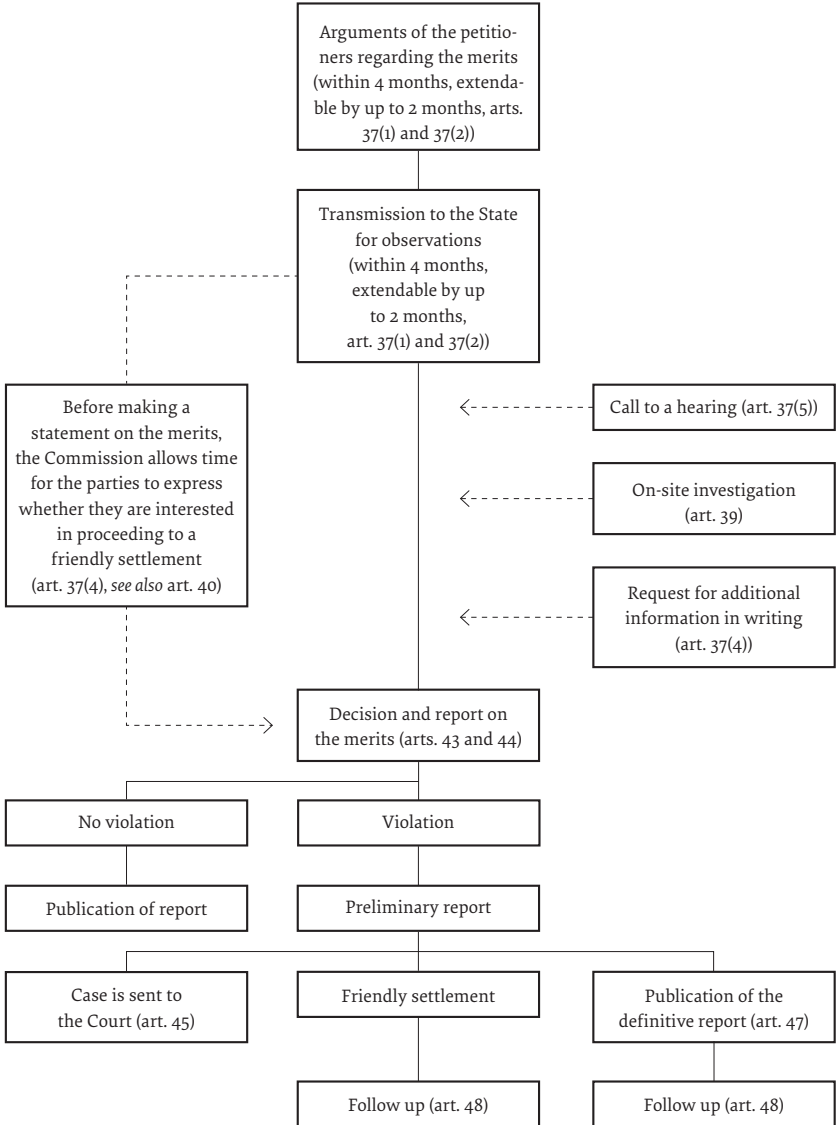 Arguments of the petitio-
ners regarding the merits
(within 4 months, extenda-
ble by up to 2 months, arts.
37(1) and 37(2))
Transmission to the State
for observations
(within 4 months,
extendable by up
to 2 months,
art. 37(1) and 37(2))
Before making a
statement on the merits,
the Commission allows time
for the parties to express
whether they are interested
in proceeding to a
friendly settlement
(art. 37(4), see also art. 40)
Call to a hearing (art. 37(5))
On-site investigation
(art. 39)
Request for additional
information in writing
(art. 37(4))
Decision and report on
the merits (arts. 43 and 44)
No violation
Violation
Publication of report
Preliminary report
Case is sent to
the Court (art. 45)
Friendly settlement
Publication of the
definitive report (art. 47)
Follow up (art. 48)
Follow up (art. 48)